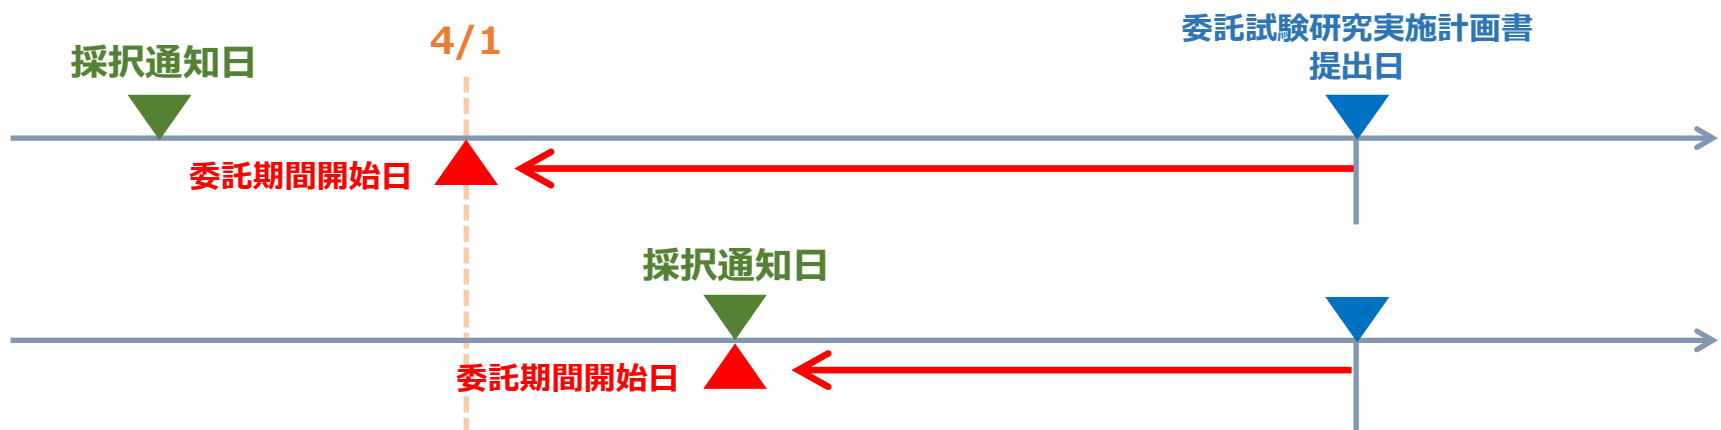 4/1
委託試験研究実施計画書
提出日
採択通知日
委託期間開始日
採択通知日
委託期間開始日